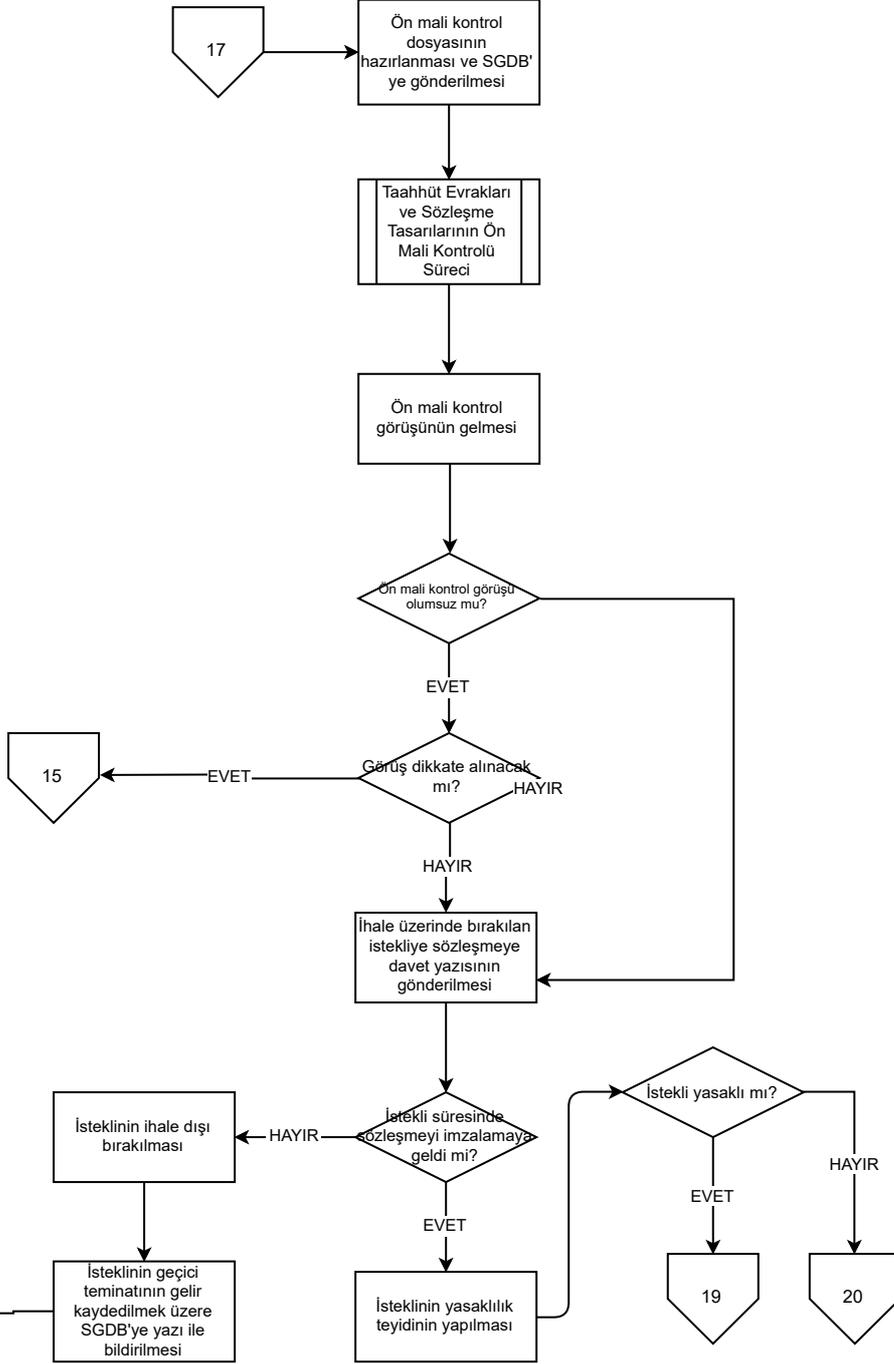 17
Ön mali kontrol
dosyasının
hazırlanması ve SGDB'
ye gönderilmesi
Taahhüt Evrakları
ve Sözleşme
Tasarılarının Ön
Mali Kontrolü
Süreci
Ön mali kontrol
görüşünün gelmesi
Ön mali kontrol görüşü
olumsuz mu?
EVET
15
EVET
Görüş dikkate alınacak
mı?
HAYIR
HAYIR
İhale üzerinde bırakılan
istekliye sözleşmeye
davet yazısının
gönderilmesi
İsteklinin ihale dışı
bırakılması
HAYIR
İstekli süresinde
sözleşmeyi imzalamaya
geldi mi?
İstekli yasaklı mı?
EVET
EVET
HAYIR
İsteklinin geçici
teminatının gelir
kaydedilmek üzere
SGDB'ye yazı ile
bildirilmesi
İsteklinin yasaklılık
teyidinin yapılması
19
20